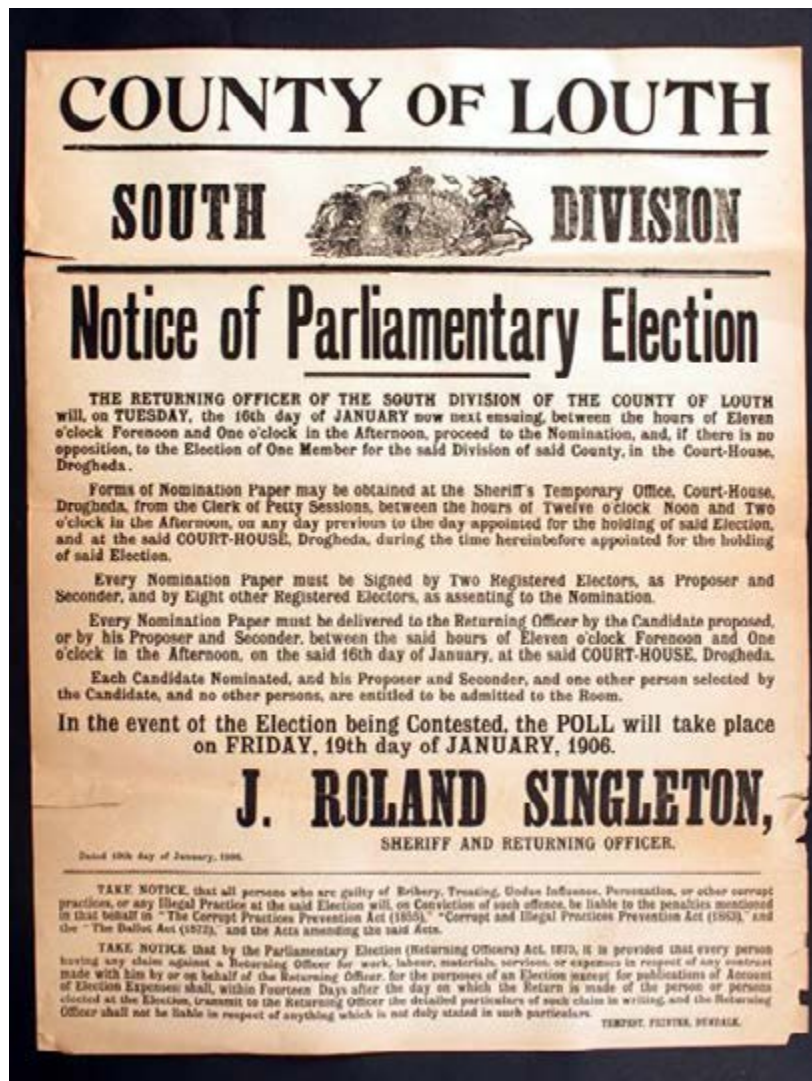 COUNTY OF LOUTH
SOUTH DIVISION
Notice of Parliamentary Election
THE RETURNING OFFICER OF THE SOUTH DIVISION OF THE COUNTY OF LOUTH
will, on TUESDAY, the 16th day of JANUARY now next ensuing, between the hours of Eleven
o'clock Forenoon and One o'clock in the Afternoon, proceed to the Nomination, and, if there is no
opposition, to the Election of One Member for the said Division of said County, in the Court-House,
Drogheda.
Forms of Nomination Paper may be obtained at the Sheriff's Temporary Office, Court-House,
Drogheda, from the Clerk of Petty Sessions, between the hours of Twelve o'clock Noon and Two
o'clock in the Afternoon, on any day previous to the day appointed for the holding of said Election,
and at the said COURT-HOUSE, Drogheda, during the time hereinbefore appointed for the holding
of said Election.
Every Nomination Paper must be Signed by Two Registered Electors, as Proposer and
Seconder, and by Eight other Registered Electors, as assenting to the Nomination.
Every Nomination Paper must be delivered to the Returning Officer by the Candidate proposed,
or by his Proposer and Seconder, between the said hours of Eleven o'clock Forenoon and One
o'clock in the Afternoon, on the said 16th day of January, at the said COURT-HOUSE, Drogheda.
Each Candidate Nominated, and his Proposer and Seconder, and one other person selected by
the Candidate, and no other persons, are entitled to be admitted to the Room.
In the event of the Election being Contested, the POLL will take place
on FRIDAY, 19th day of JANUARY, 1906.
J. ROLAND SINGLETON,
SHERIFF AND RETURNING OFFICER.
Dated day of January, 1906.
TAKE NOTICE, that all persons who are guilty of Bribery, Treating, Undue Influence, Personation, or other corrupt
practices, or any Illegal Practice at the said Election will, on Conviction of such offence, be liable to the penalties mentioned
in that behalf in "The Corrupt Practices Prevention Act," "Corrupt and Illegal Practices Prevention Act," and
the "The Ballot Act (1872)," and the Acts amending the said Acts.
TAKE NOTICE that by the Parliamentary Election (Returning Officers) Act, it is provided that every person
having any claim against a Returning Officer for work, labour, materials, services, or expenses in respect of any contract
made with him by or on behalf of the Returning Officer, for the purposes of an Election except for publications of Account
of Election Expenses shall, within Fourteen Days after the day on which the Return is made of the person or persons
elected at the Election, transmit to the Returning Officer the detailed particulars of such claim in writing, and the Returning
Officer shall not be liable in respect of anything which is not duly stated in such particulars.
TEMPEST, PRINTER, DUNDALK.